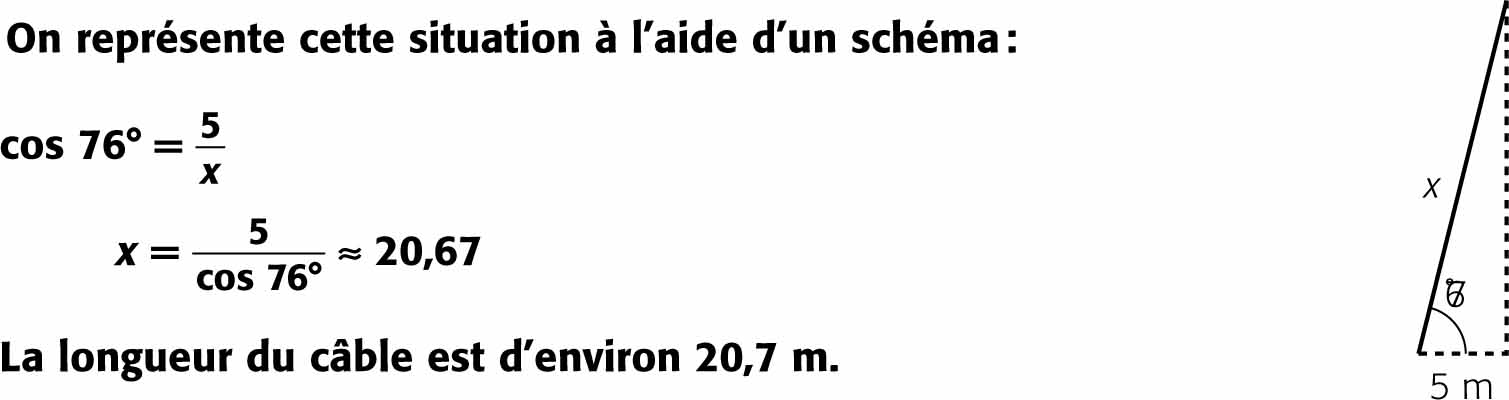 On représente cette situation à l'aide d'un schéma :
cos 76° = 5/x
x = 5/cos 76° ≈ 20,67
La longueur du câble est d'environ 20,7 m.
x
5 m